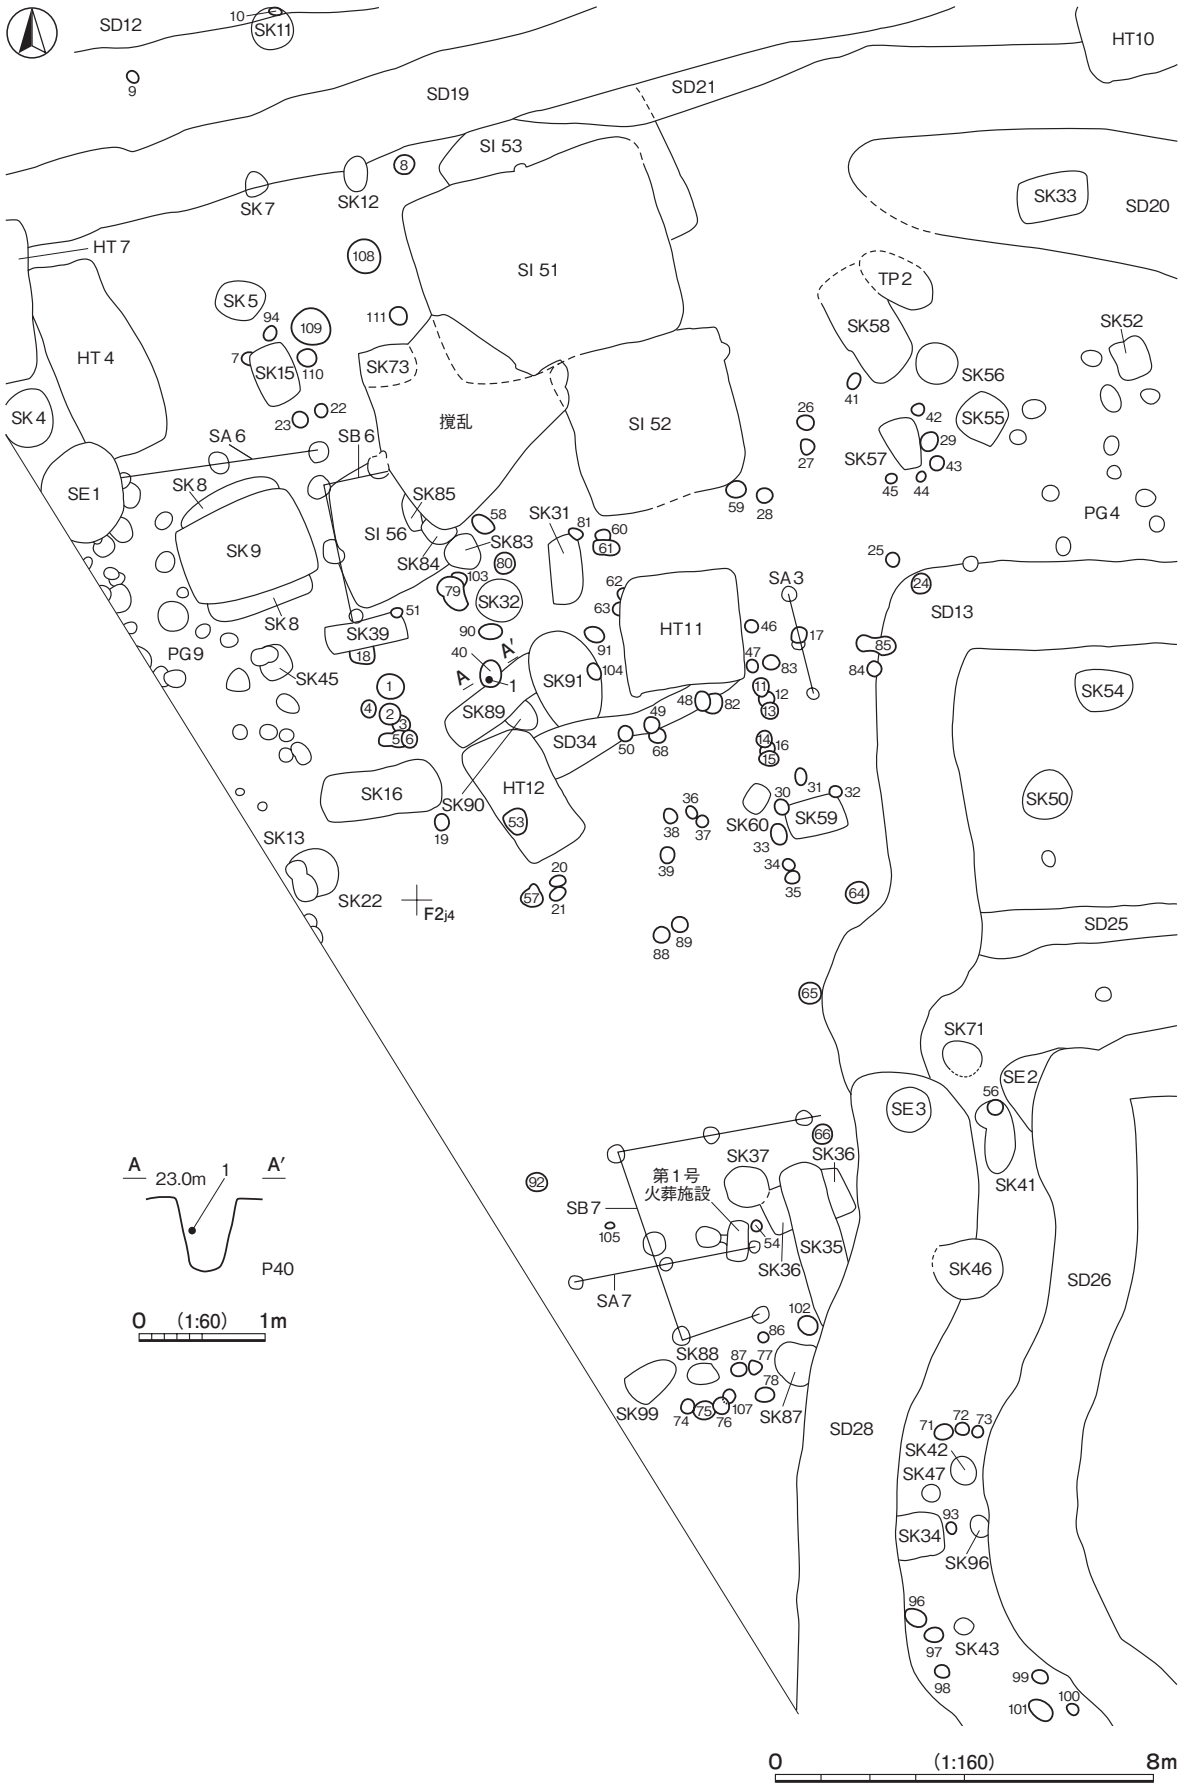 SD12
10
SK11
HT10
9
SD19
SD21
SI 53
8
SK7
SK12
SK33
SD20
HT 7
108
SI 51
TP 2
SK5
94
109
111
SK58
SK52
HT 4
7
SK15
110
SK73
SK56
41
SK 4
22
23
撹乱
SI 52
26
42
SK55
SA 6
SB 6
27
29
SK57
43
SE1
SK8
45
44
SK85
59
28
PG 4
58
SK31
81
60
SK9
SI 56
SK83
61
SK84
80
25
SA 3
24
103
62
SD13
79
SK32
63
SK8
51
HT11
46
17
SK39
90
91
85
PG 9
18
40
A
A′
47
83
84
SK45
1
104
11
12
SK54
1
SK91
48
82
13
4
2
SK89
49
3
50
68
14
16
5
6
SD34
15
HT12
31
SK16
SK90
36
30
32
SK50
38
37
SK60
SK59
53
19
33
SK13
39
34
20
35
64
SK22
57
21
F2j4
89
SD25
88
65
SK71
SE2
56
SE3
66
SK37
SK36
第１号
火葬施設
A
23.0m
1
A′
92
SK41
SB7
105
54
P40
SK36
SK35
SK46
SD26
SA7
0
(1:60)
1m
102
86
SK88
87
77
78
SK99
107
SK87
74
75
76
SD28
71
72
73
SK42
SK47
93
SK34
SK96
96
97
SK43
98
99
101
100
0
(1:160)
8m